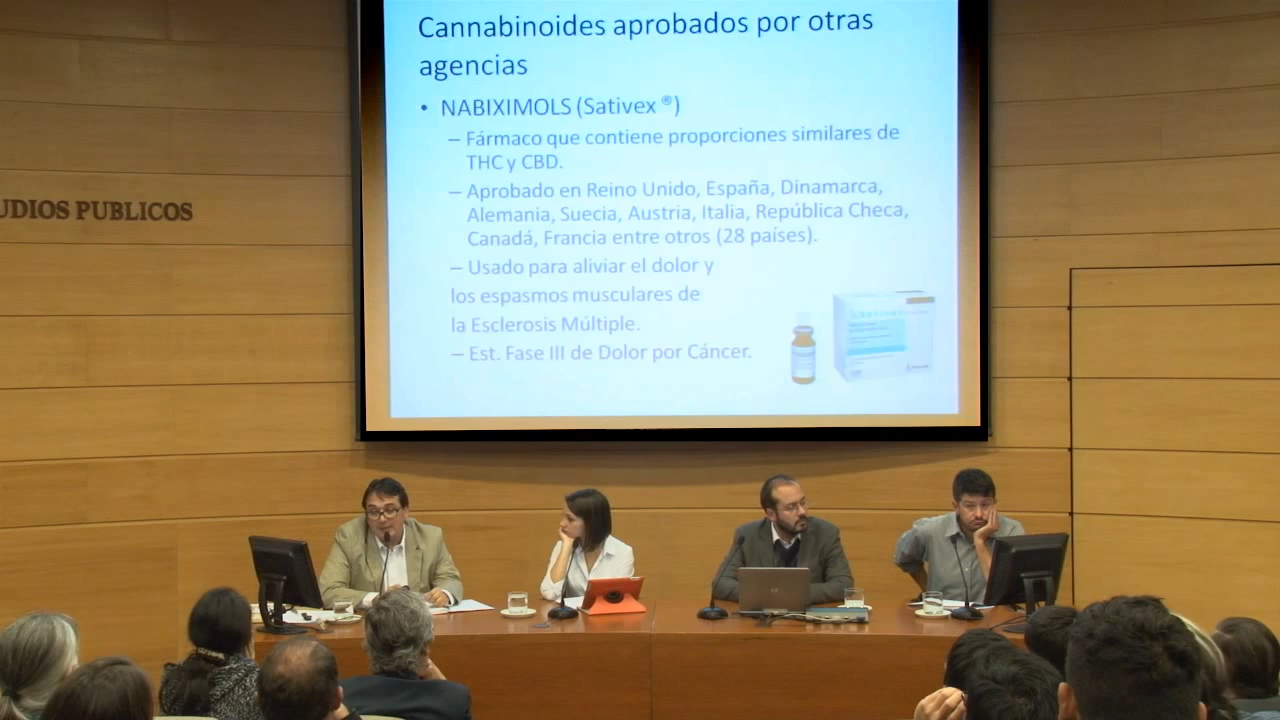 Cannabinoides aprobados por otras
agencias
• NABIXIMOLS (Sativex ®)
– Fármaco que contiene proporciones similares de
THC y CBD.
– Aprobado en Reino Unido, España, Dinamarca,
Alemania, Suecia, Austria, Italia, República Checa,
Canadá, Francia entre otros (28 países).
– Usado para aliviar el dolor y
los espasmos musculares de
la Esclerosis Múltiple.
– Est. Fase III de Dolor por Cáncer.
UDIOS PUBLICOS